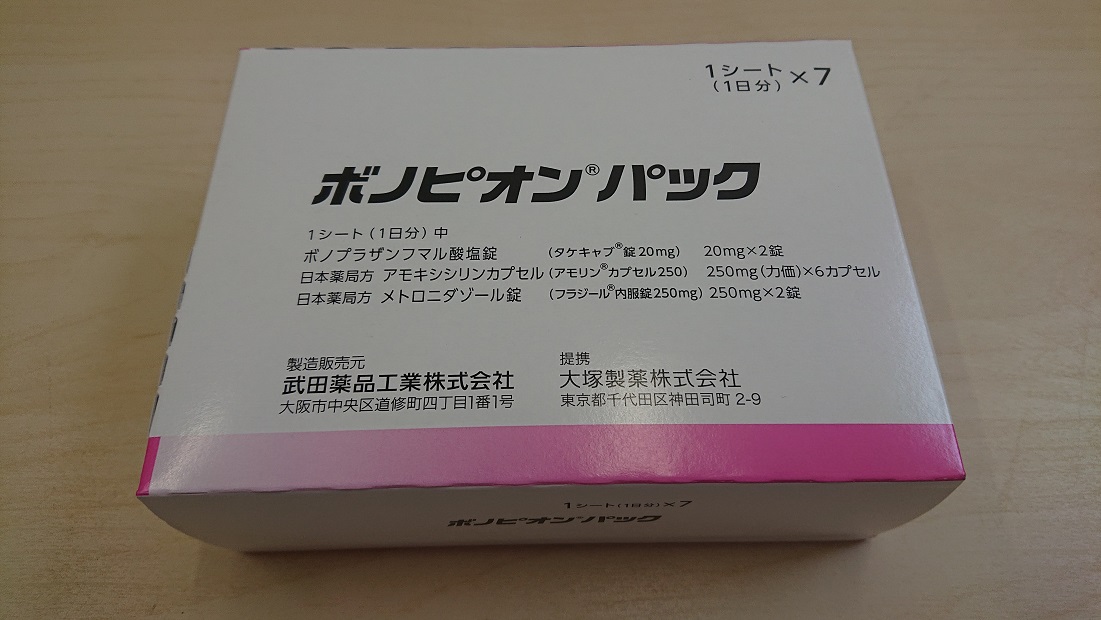 1シート
(1日分) ×7
ボノピオン®パック
1シート(1日分)中
ボノプラザンフマル酸塩錠 (タケキャブ®錠20mg) 20mg×2錠
日本薬局方 アモキシシリンカプセル (アモリン®カプセル250) 250mg(力価)×6カプセル
日本薬局方 メトロニダゾール錠 (フラジール®内服錠250mg) 250mg×2錠
製造販売元
武田薬品工業株式会社
大阪市中央区道修町四丁目1番1号
提携
大塚製薬株式会社
東京都千代田区神田司町 2-9
1シート(1日分)×7
ボノピオン®パック